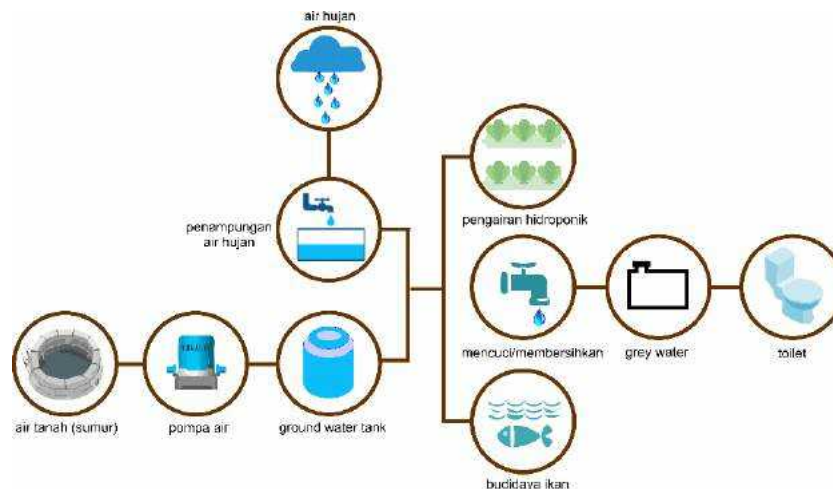 air hujan
penampungan
air hujan
pengairan hidroponik
mencuci/membersihkan
grey water
toilet
air tanah (sumur)
pompa air
ground water tank
budidaya ikan